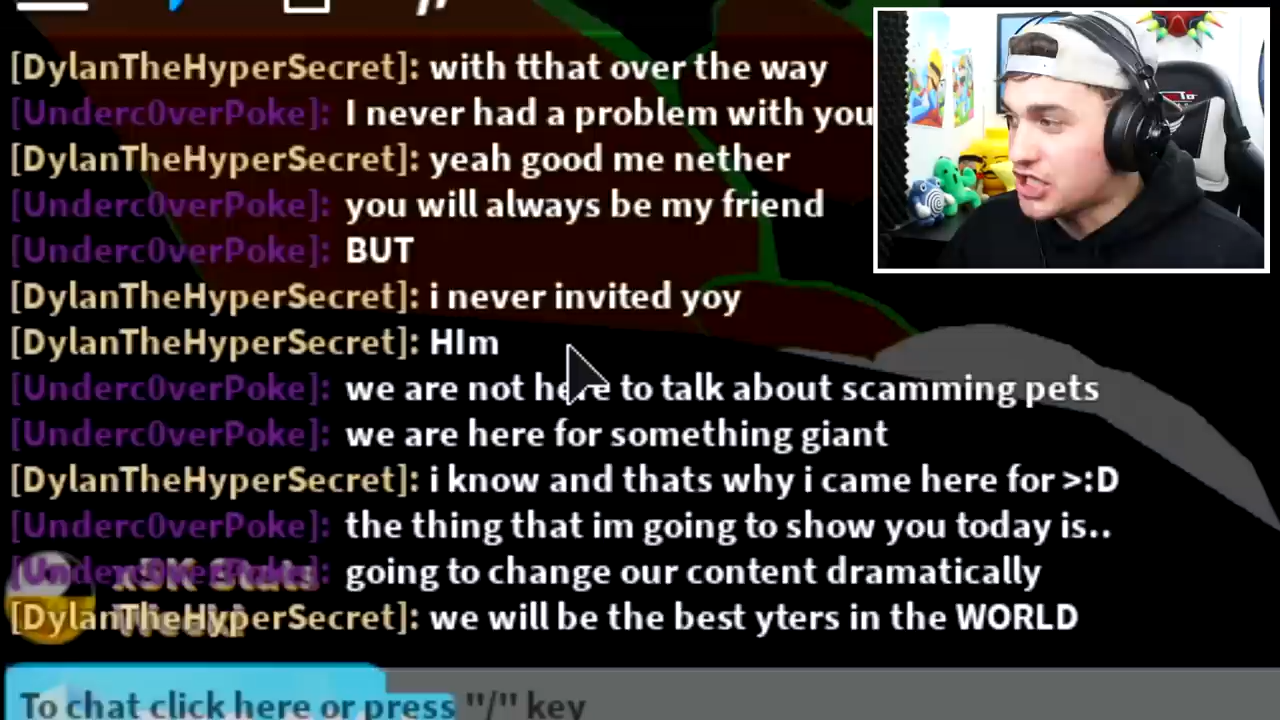 [DylanTheHyperSecret]: with tthat over the way
[Underc0verPoke]: I never had a problem with you
[DylanTheHyperSecret]: yeah good me nether
[Underc0verPoke]: you will always be my friend
[Underc0verPoke]: BUT
[DylanTheHyperSecret]: i never invited yoy
[DylanTheHyperSecret]: HIm
[Underc0verPoke]: we are not here to talk about scamming pets
[Underc0verPoke]: we are here for something giant
[DylanTheHyperSecret]: i know and thats why i came here for >:D
[Underc0verPoke]: the thing that im going to show you today is..
[Underc0verPoke]: going to change our content dramatically
[DylanTheHyperSecret]: we will be the best yters in the WORLD
To chat click here or press "/" key